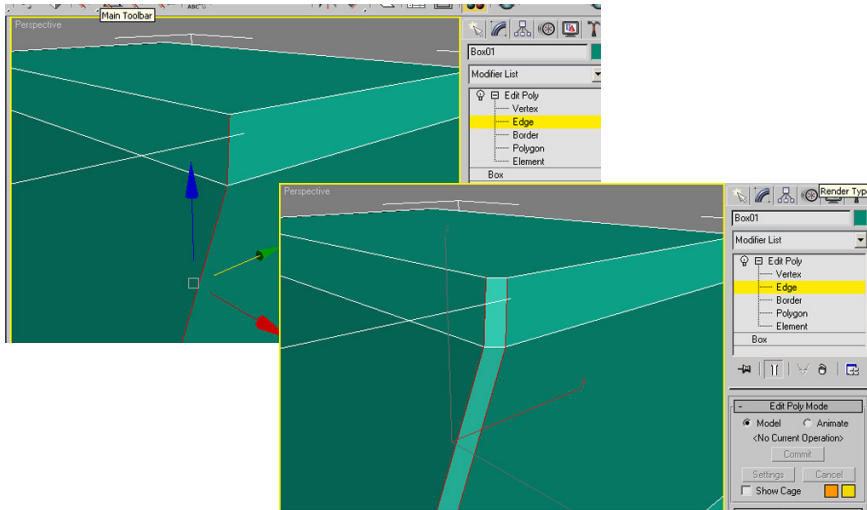 ABC
Main Toolbar
Perspective
Box01
Modifier List
Edit Poly
Vertex
Edge
Border
Polygon
Element
Box
Perspective
Render Type
Box01
Modifier List
Edit Poly
Vertex
Edge
Border
Polygon
Element
Box
- Edit Poly Mode
Model Animate
<No Current Operation>
Commit
Settings Cancel
Show Cage